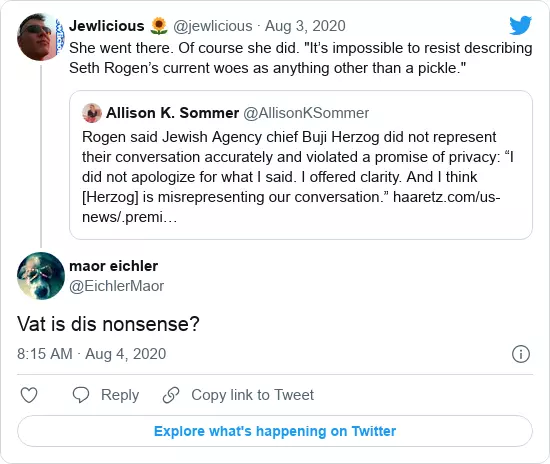 Jewlicious 🌻 @jewlicious · Aug 3, 2020
She went there. Of course she did. "It’s impossible to resist describing
Seth Rogen’s current woes as anything other than a pickle."
Allison K. Sommer @AllisonKSommer
Rogen said Jewish Agency chief Buji Herzog did not represent
their conversation accurately and violated a promise of privacy: “I
did not apologize for what I said. I offered clarity. And I think
[Herzog] is misrepresenting our conversation.” haaretz.com/us-
news/.premi…
maor eichler
@EichlerMaor
Vat is dis nonsense?
8:15 AM · Aug 4, 2020
Reply Copy link to Tweet
Explore what's happening on Twitter